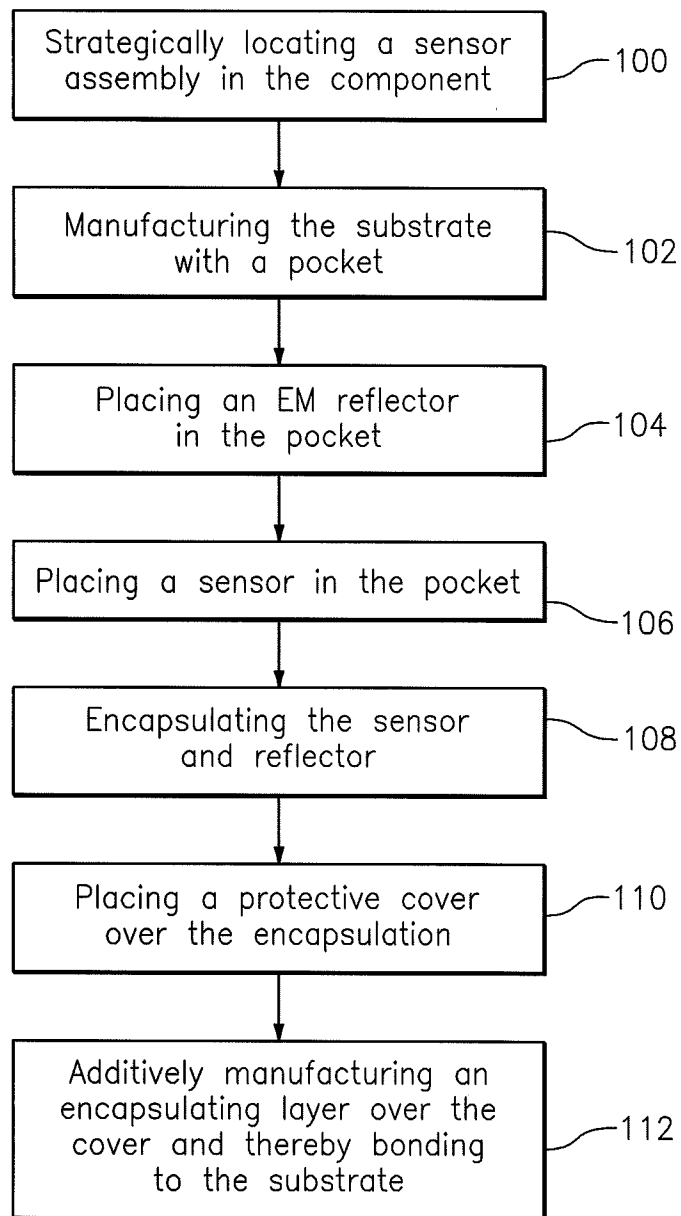 Strategically locating a sensor
assembly in the component
100
Manufacturing the substrate
with a pocket
102
Placing an EM reflector
in the pocket
104
Placing a sensor in the pocket
106
Encapsulating the sensor
and reflector
108
Placing a protective cover
over the encapsulation
110
Additively manufacturing an
encapsulating layer over the
cover and thereby bonding
to the substrate
112